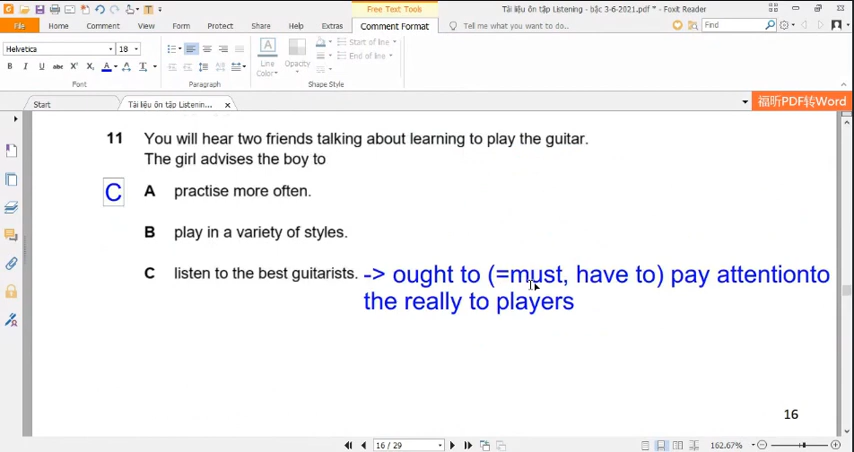 Free Text Tools
Tài liệu ôn tập Listening - bậc 3-6-2021.pdf * - Foxit Reader
File Home Comment View Form Protect Share Help Extras Comment Format Tell me what you want to do... Find
Helvetica 18
B I U abc X² X₂ A
Font
Paragraph
A
Line Color
Opacity
Start of line
End of line
Shape Style
Start
Tài liệu ôn tập Listenin...
福昕PDF转Word
11 You will hear two friends talking about learning to play the guitar.
The girl advises the boy to
C A practise more often.
B play in a variety of styles.
C listen to the best guitarists. -> ought to (=must, have to) pay attentionto
the really to players
16
16 / 29
162.67%